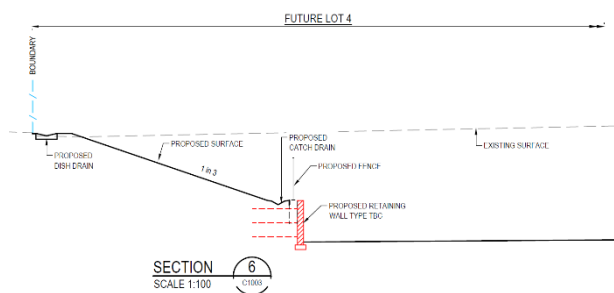 FUTURE LOT 4
BOUNDARY
PROPOSED
DISH DRAIN
PROPOSED SURFACE
1 in 3
PROPOSED
CATCH DRAIN
PROPOSED FENCE
EXISTING SURFACE
PROPOSED RETAINING
WALL TYPE TBC
SECTION
6
SCALE 1:100
C1003